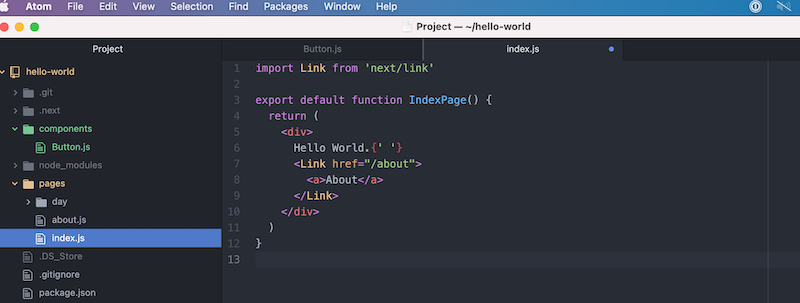 Atom File Edit View Selection Find Packages Window Help
Project — ~/hello-world
Project
Button.js index.js
hello-world
.git
.next
components
Button.js
node_modules
pages
day
about.js
index.js
.DS_Store
.gitignore
package.json
1 import Link from 'next/link'
2
3 export default function IndexPage() {
4 return (
5 <div>
6 Hello World.{' '}
7 <Link href="/about">
8 <a>About</a>
9 </Link>
10 </div>
11 )
12 }
13